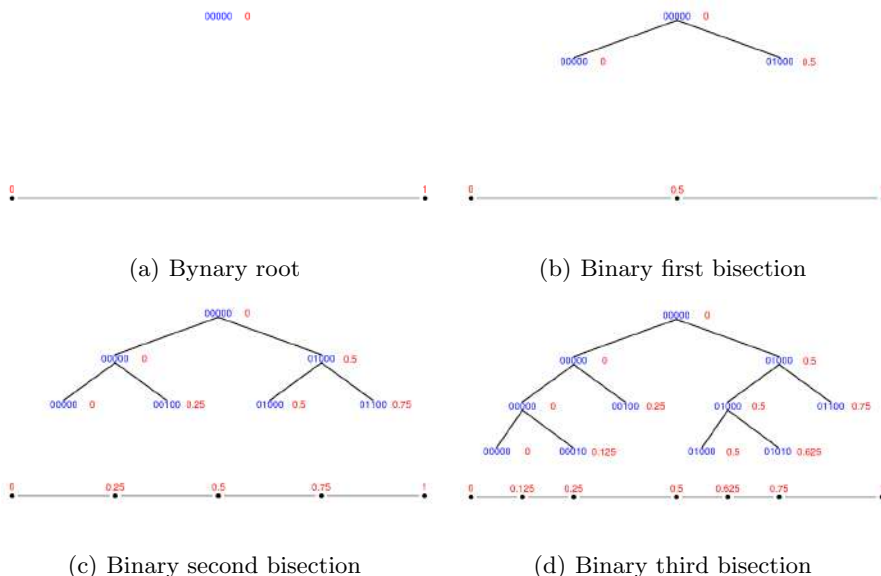 00000 0
0 1
(a) Bynary root
00000 0
00000 0 01000 0.5
0 0.5
(b) Binary first bisection
00000 0
00000 0 01000 0.5
00000 0 00100 0.25 01000 0.5 01100 0.75
0 0.25 0.5 0.75 1
(c) Binary second bisection
00000 0
00000 0 01000 0.5
00000 0 00100 0.25 01000 0.5 01100 0.75
00000 0 00010 0.125 01000 0.5 01010 0.625
0 0.125 0.25 0.5 0.625 0.75
(d) Binary third bisection